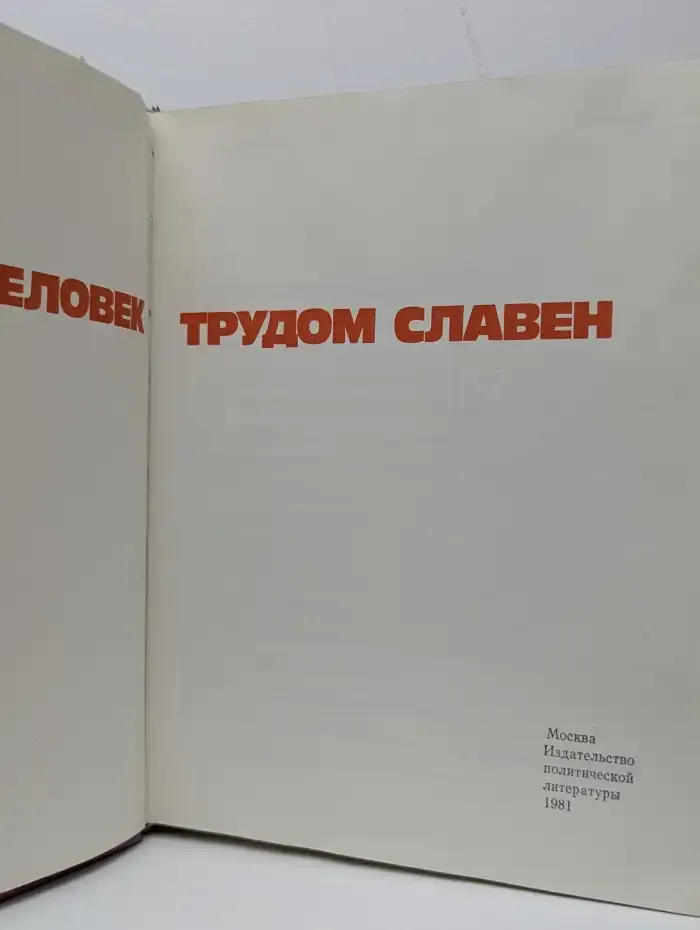 ЕЛОВЕК ТРУДОМ СЛАВЕН
Москва
Издательство
политической
литературы
1981